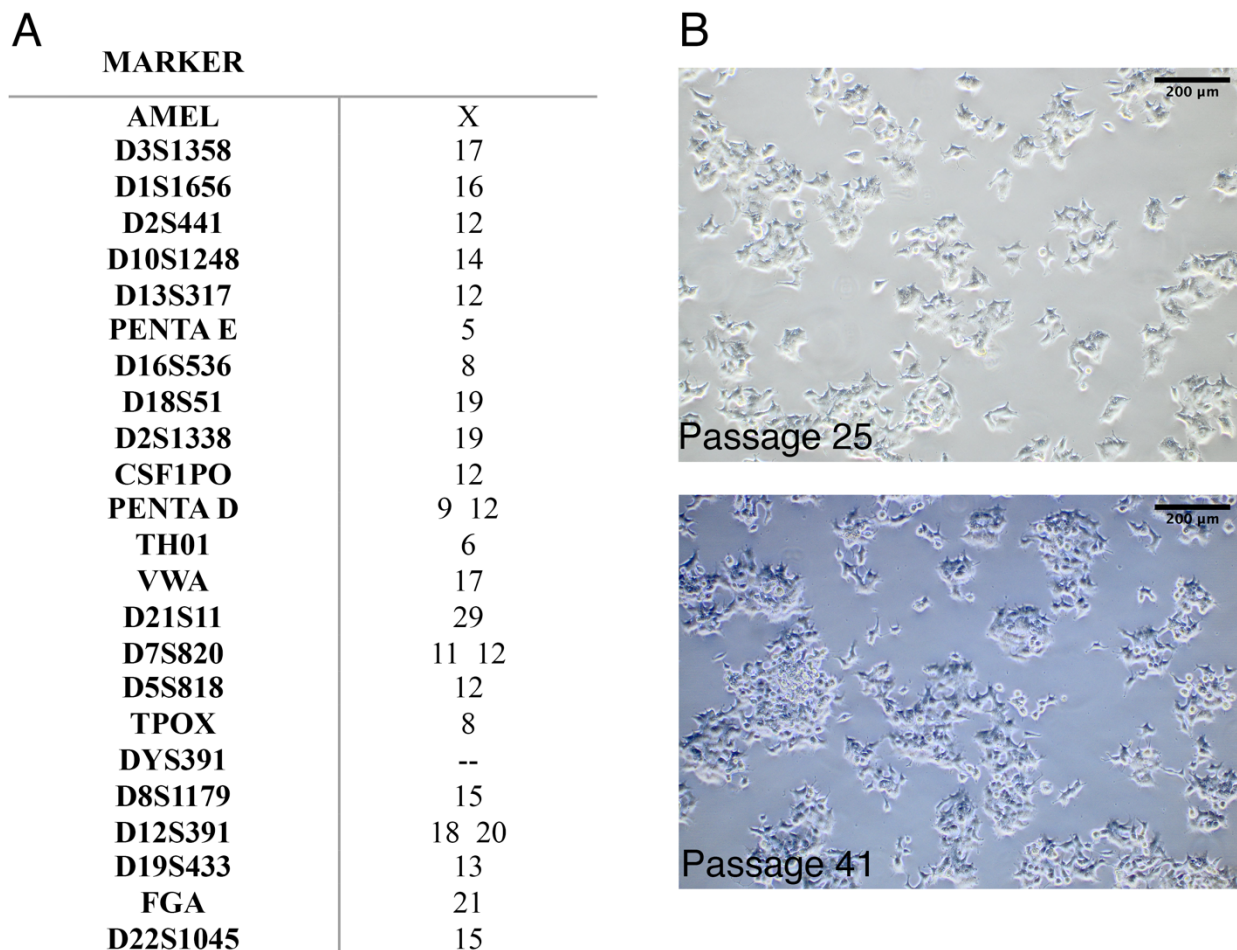 A
MARKER
AMEL X
D3S1358 17
D1S1656 16
D2S441 12
D10S1248 14
D13S317 12
PENTA E 5
D16S536 8
D18S51 19
D2S1338 19
CSF1PO 12
PENTA D 9 12
TH01 6
VWA 17
D21S11 29
D7S820 11 12
D5S818 12
TPOX 8
DYS391 --
D8S1179 15
D12S391 18 20
D19S433 13
FGA 21
D22S1045 15
B
200 µm
Passage 25
200 µm
Passage 41